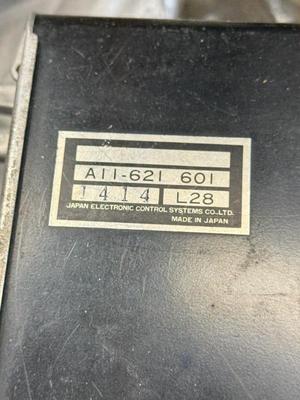 A11-621 601
1414 L28
JAPAN ELECTRONIC CONTROL SYSTEMS CO.,LTD.
MADE IN JAPAN